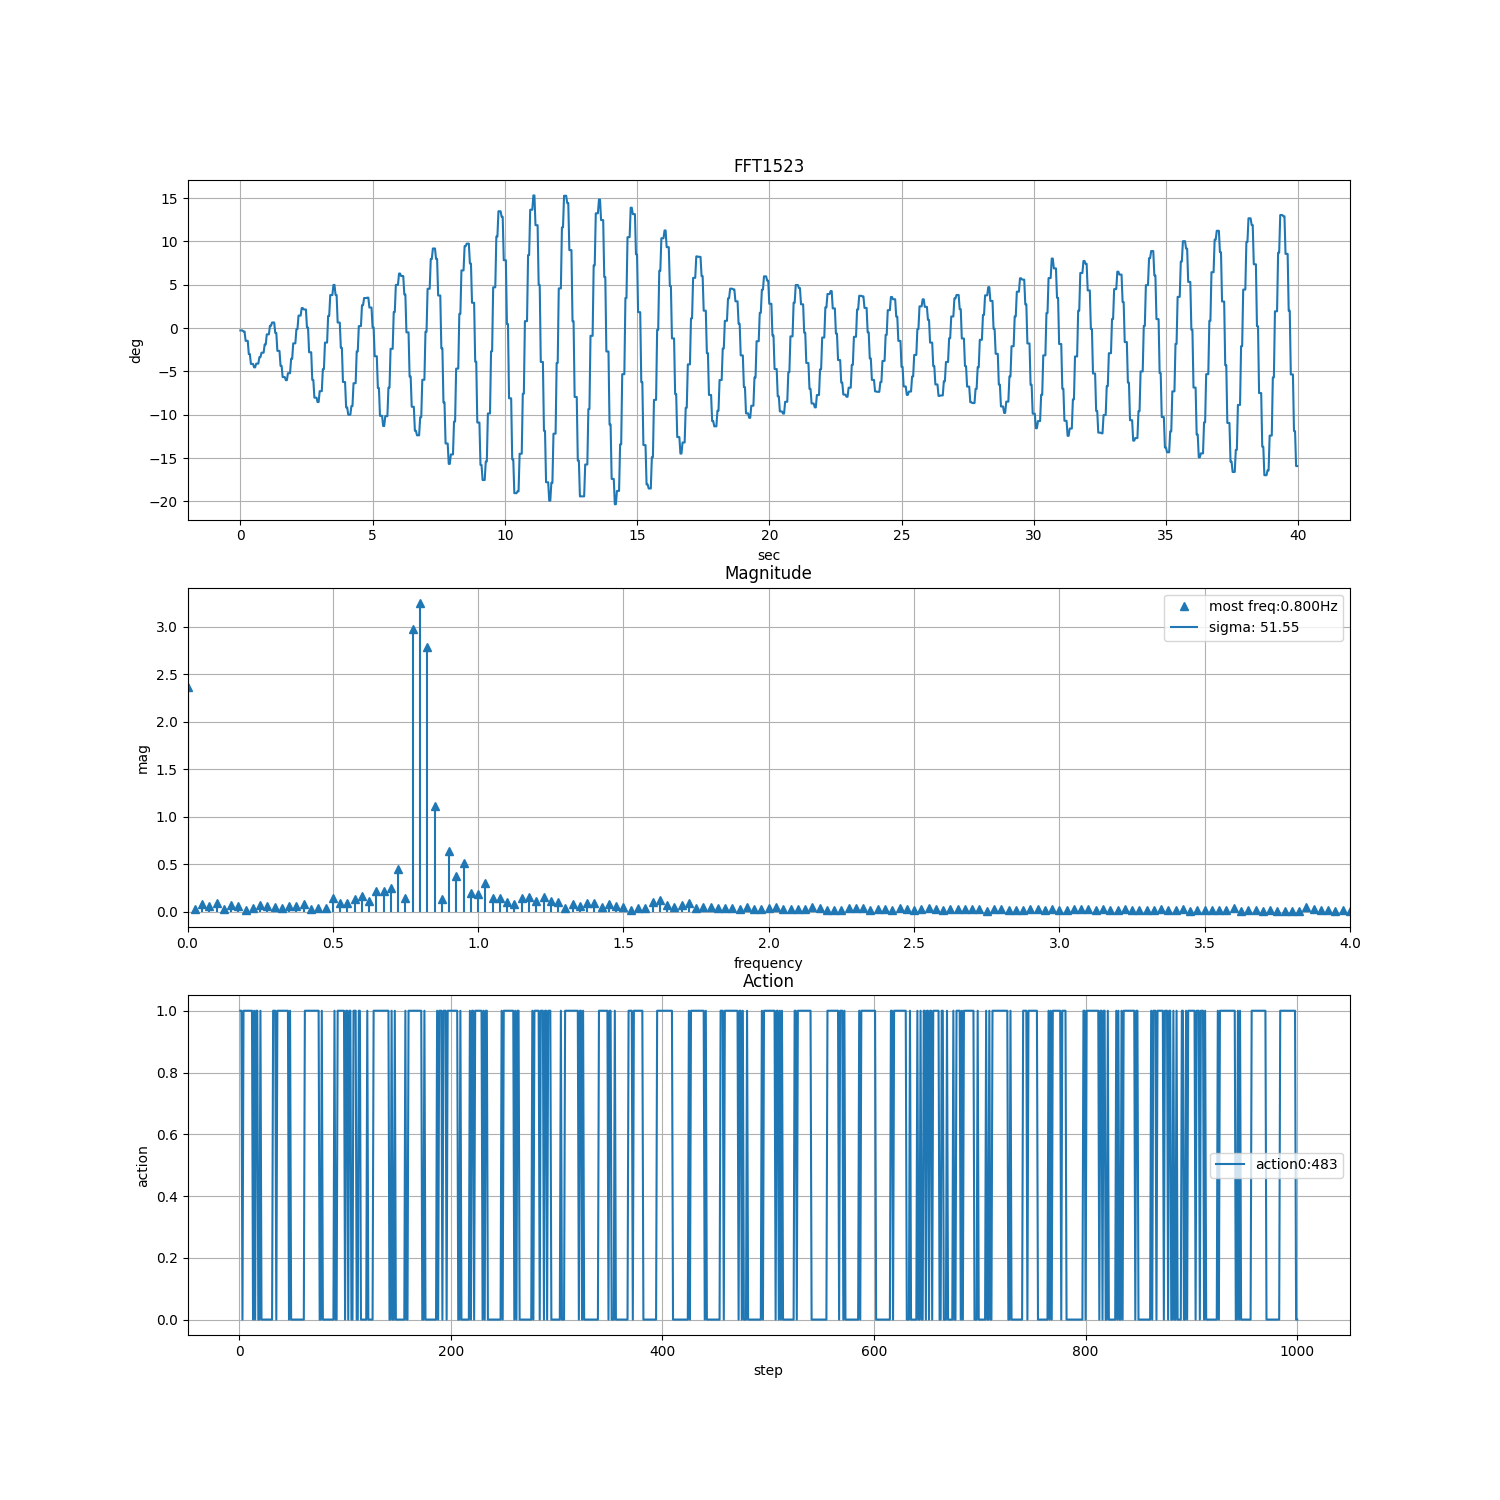 FFT1523
15
10
5
0
−5
−10
−15
−20
deg
0 5 10 15 20 25 30 35 40
sec
Magnitude
most freq:0.800Hz
sigma: 51.55
3.0
2.5
2.0
1.5
1.0
0.5
0.0
mag
0.0 0.5 1.0 1.5 2.0 2.5 3.0 3.5 4.0
frequency
Action
1.0
0.8
0.6
0.4
0.2
0.0
action
action0:483
0 200 400 600 800 1000
step